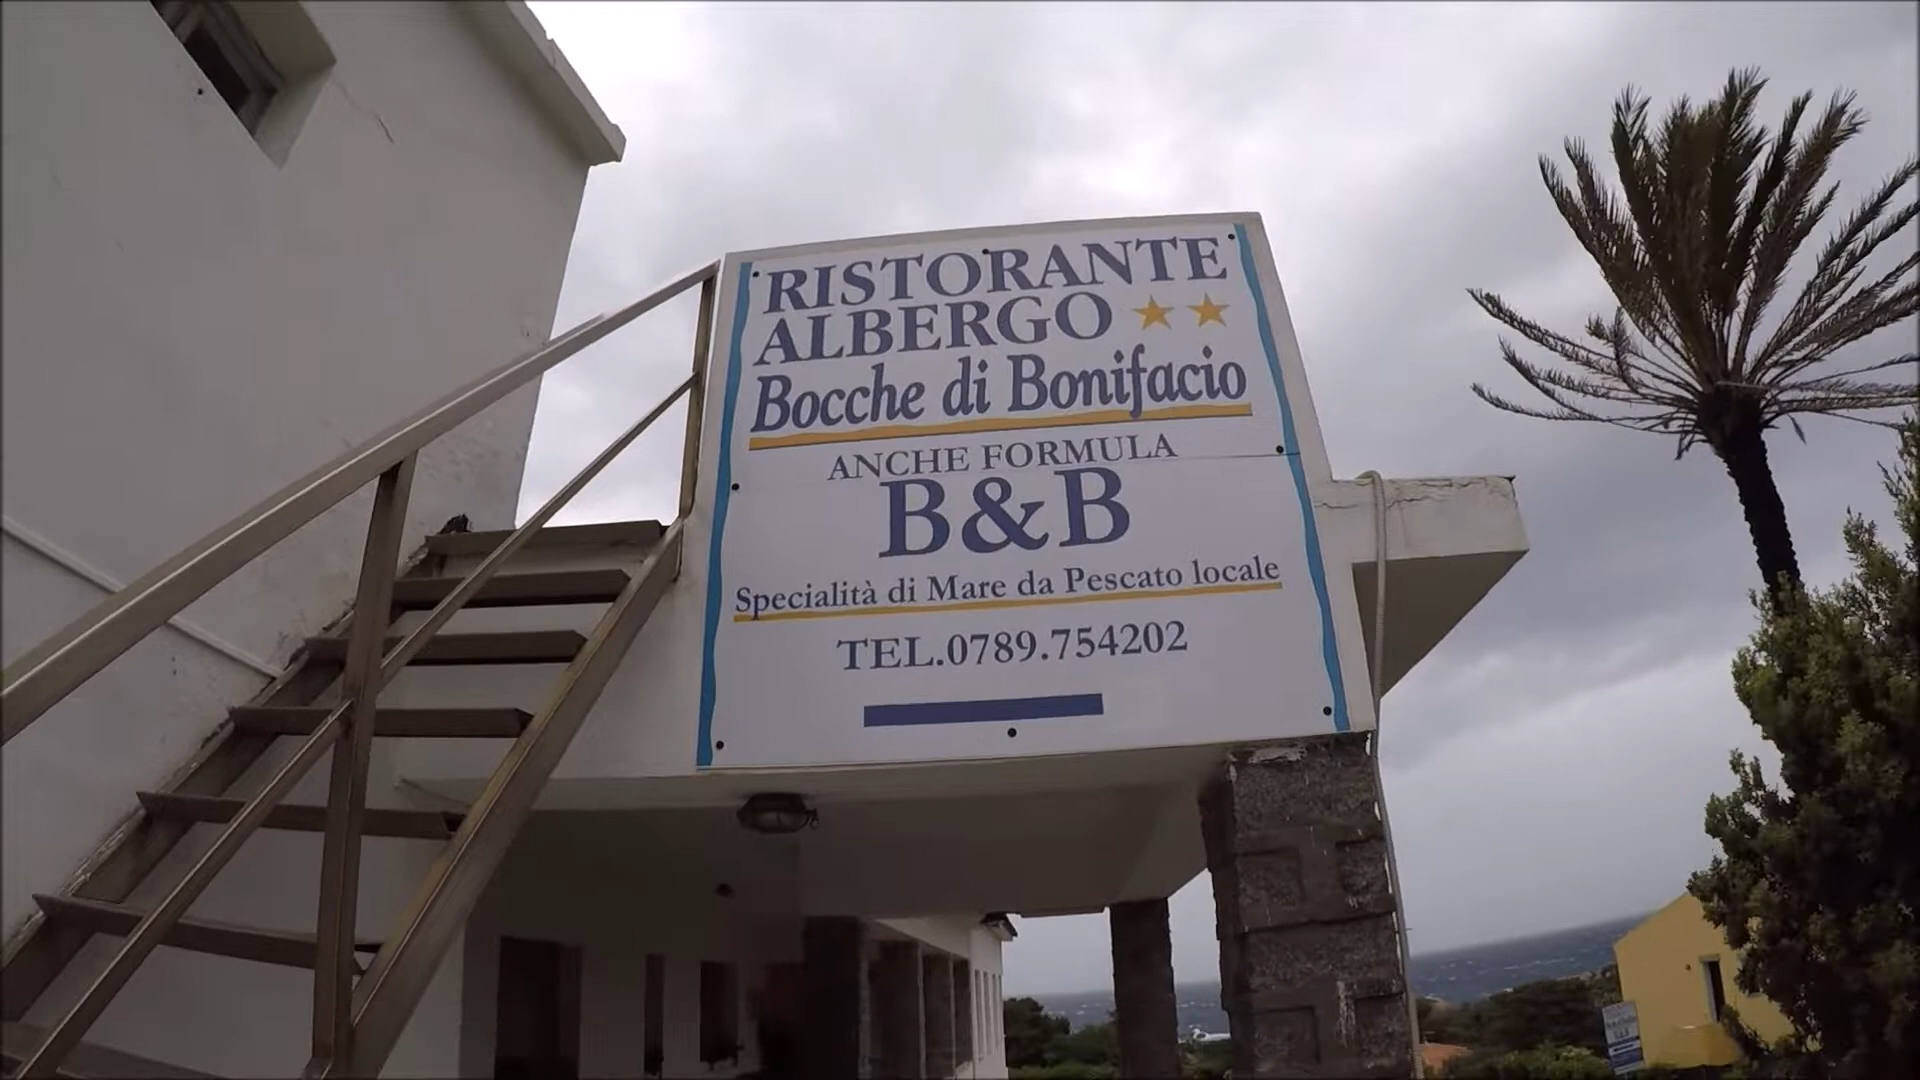 RISTORANTE
ALBERGO
Bocche di Bonifacio
ANCHE FORMULA
B&B
Specialità di Mare da Pescato locale
TEL.0789.754202